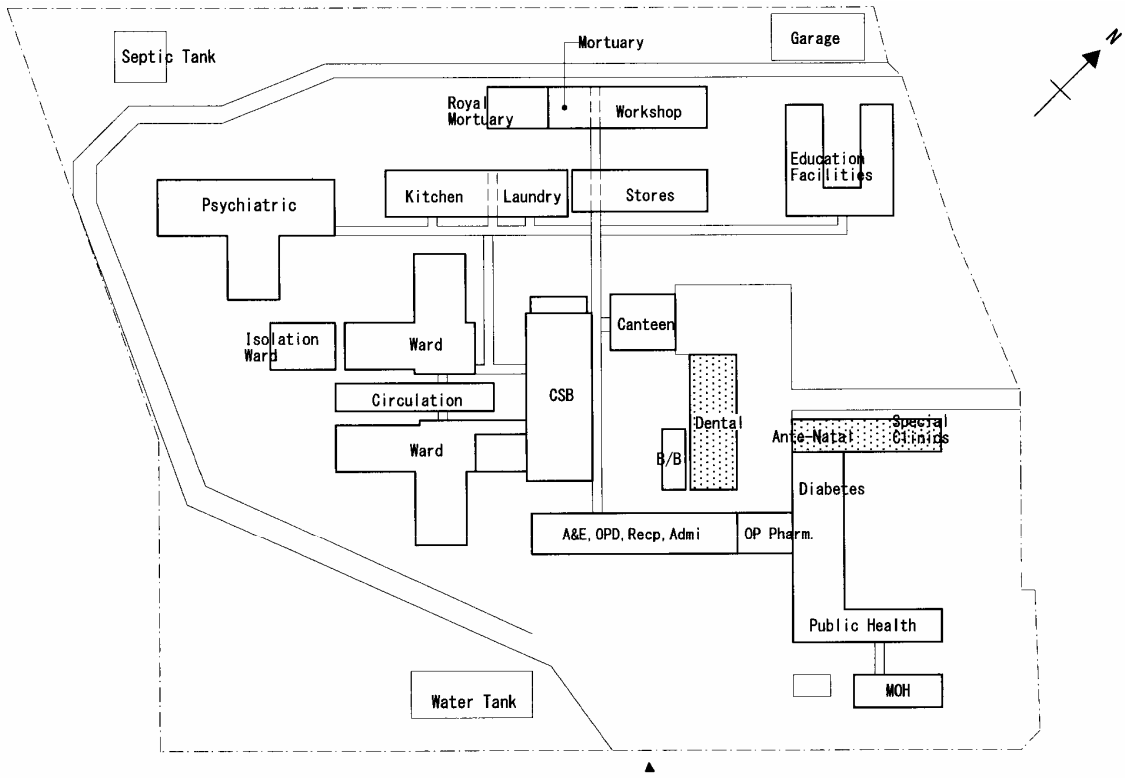 N
Mortuary
Garage
Septic Tank
Royal
Mortuary
Workshop
Education
Facilities
Psychiatric
Kitchen
Laundry
Stores
Canteen
Isolation
Ward
Ward
Circulation
CSB
Dental
Special
Clinics
Ante-Natal
Ward
B/B
Diabetes
A&E, OPD, Recp, Admi
OP Pharm.
Public Health
MOH
Water Tank